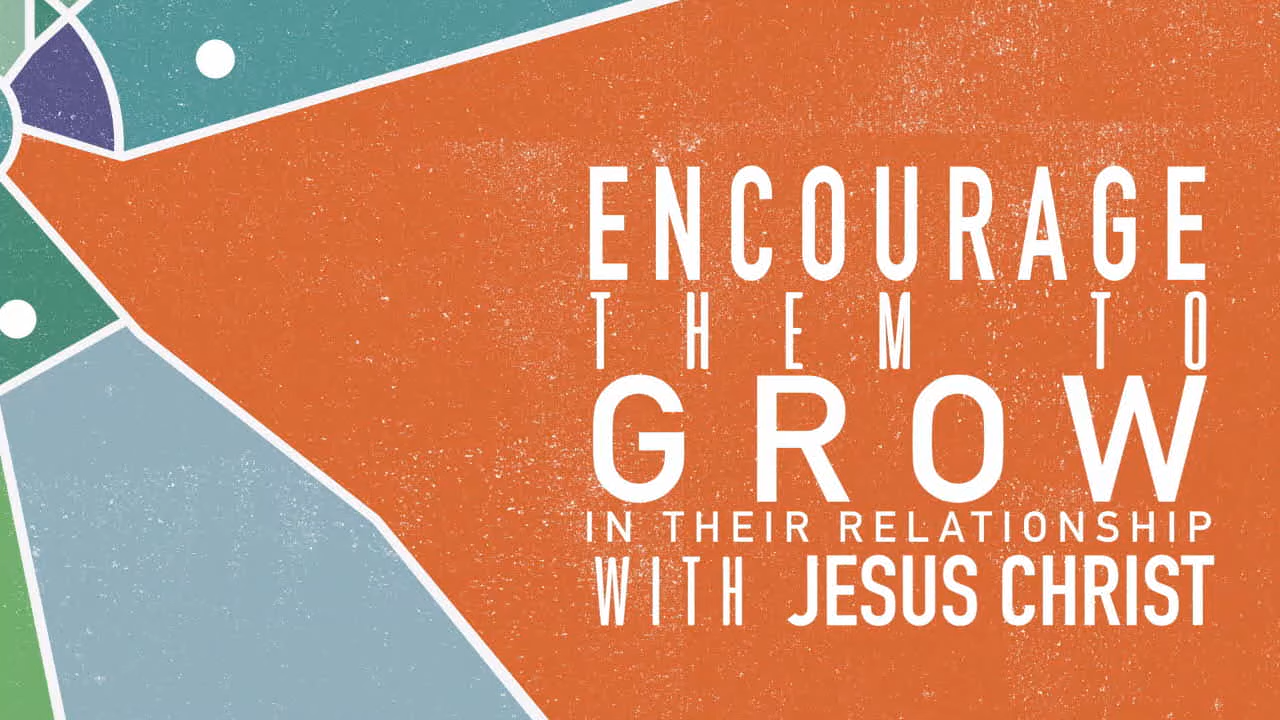 ENCOURAGE
THEM TO
GROW
IN THEIR RELATIONSHIP
WITH JESUS CHRIST